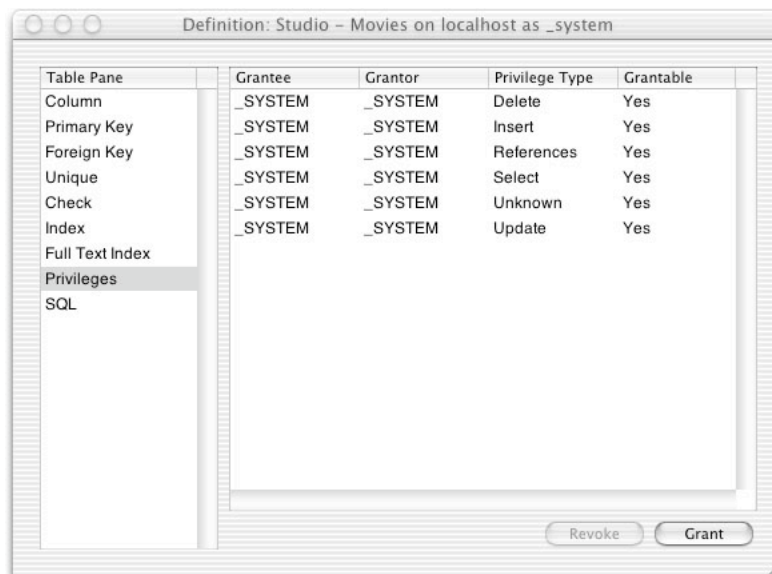 Definition: Studio – Movies on localhost as _system
Table Pane
Column
Primary Key
Foreign Key
Unique
Check
Index
Full Text Index
Privileges
SQL
Grantee Grantor Privilege Type Grantable
_SYSTEM _SYSTEM Delete Yes
_SYSTEM _SYSTEM Insert Yes
_SYSTEM _SYSTEM References Yes
_SYSTEM _SYSTEM Select Yes
_SYSTEM _SYSTEM Unknown Yes
_SYSTEM _SYSTEM Update Yes
Revoke Grant